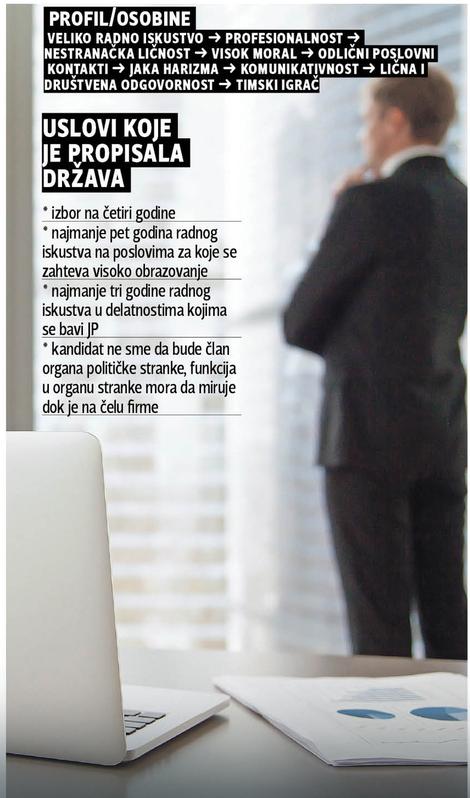 PROFIL/OSOBINE
VELIKO RADNO ISKUSTVO → PROFESIONALNOST →
NESTRANAČKA LIČNOST → VISOK MORAL → ODLIČNI POSLOVNI
KONTAKTI → JAKA HARIZMA → KOMUNIKATIVNOST → LIČNA I
DRUŠTVENA ODGOVORNOST → TIMSKI IGRAČ
USLOVI KOJE
JE PROPISALA
DRŽAVA
* izbor na četiri godine
* najmanje pet godina radnog
iskustva na poslovima za koje se
zahteva visoko obrazovanje
* najmanje tri godine radnog
iskustva u delatnostima kojima
se bavi JP
* kandidat ne sme da bude član
organa političke stranke, funkcija
u organu stranke mora da miruje
dok je na čelu firme